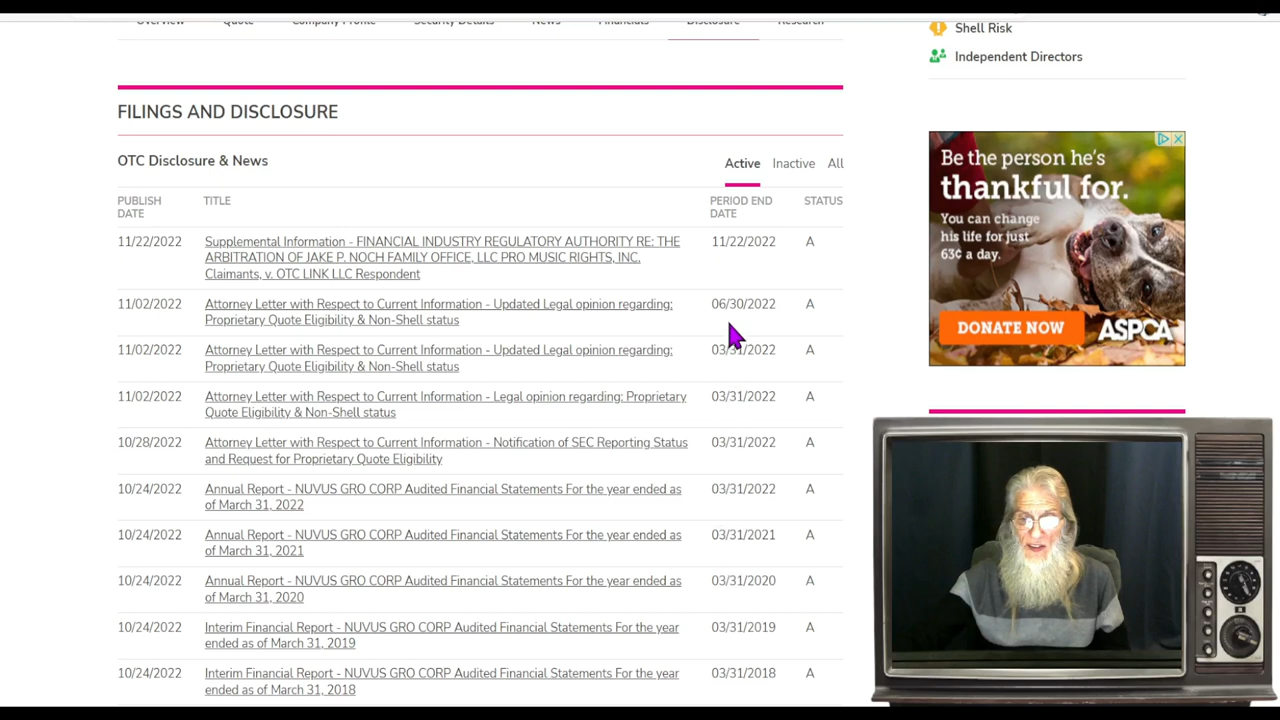 Overview Quote Company Profile Security Details News Financials Disclosure Research
Shell Risk
Independent Directors
FILINGS AND DISCLOSURE
OTC Disclosure & News
Active Inactive All
PUBLISH DATE TITLE PERIOD END DATE STATUS
11/22/2022 Supplemental Information - FINANCIAL INDUSTRY REGULATORY AUTHORITY RE: THE 11/22/2022 A
ARBITRATION OF JAKE P. NOCH FAMILY OFFICE, LLC PRO MUSIC RIGHTS, INC.
Claimants, v. OTC LINK LLC Respondent
11/02/2022 Attorney Letter with Respect to Current Information - Updated Legal opinion regarding: 06/30/2022 A
Proprietary Quote Eligibility & Non-Shell status
11/02/2022 Attorney Letter with Respect to Current Information - Updated Legal opinion regarding: 03/31/2022 A
Proprietary Quote Eligibility & Non-Shell status
11/02/2022 Attorney Letter with Respect to Current Information - Legal opinion regarding: Proprietary 03/31/2022 A
Quote Eligibility & Non-Shell status
10/28/2022 Attorney Letter with Respect to Current Information - Notification of SEC Reporting Status 03/31/2022 A
and Request for Proprietary Quote Eligibility
10/24/2022 Annual Report - NUVUS GRO CORP Audited Financial Statements For the year ended as 03/31/2022 A
of March 31, 2022
10/24/2022 Annual Report - NUVUS GRO CORP Audited Financial Statements For the year ended as 03/31/2021 A
of March 31, 2021
10/24/2022 Annual Report - NUVUS GRO CORP Audited Financial Statements For the year ended as 03/31/2020 A
of March 31, 2020
10/24/2022 Interim Financial Report - NUVUS GRO CORP Audited Financial Statements For the year 03/31/2019 A
ended as of March 31, 2019
10/24/2022 Interim Financial Report - NUVUS GRO CORP Audited Financial Statements For the year 03/31/2018 A
ended as of March 31, 2018
Be the person he's
thankful for.
You can change
his life for just
63¢ a day.
DONATE NOW ASPCA